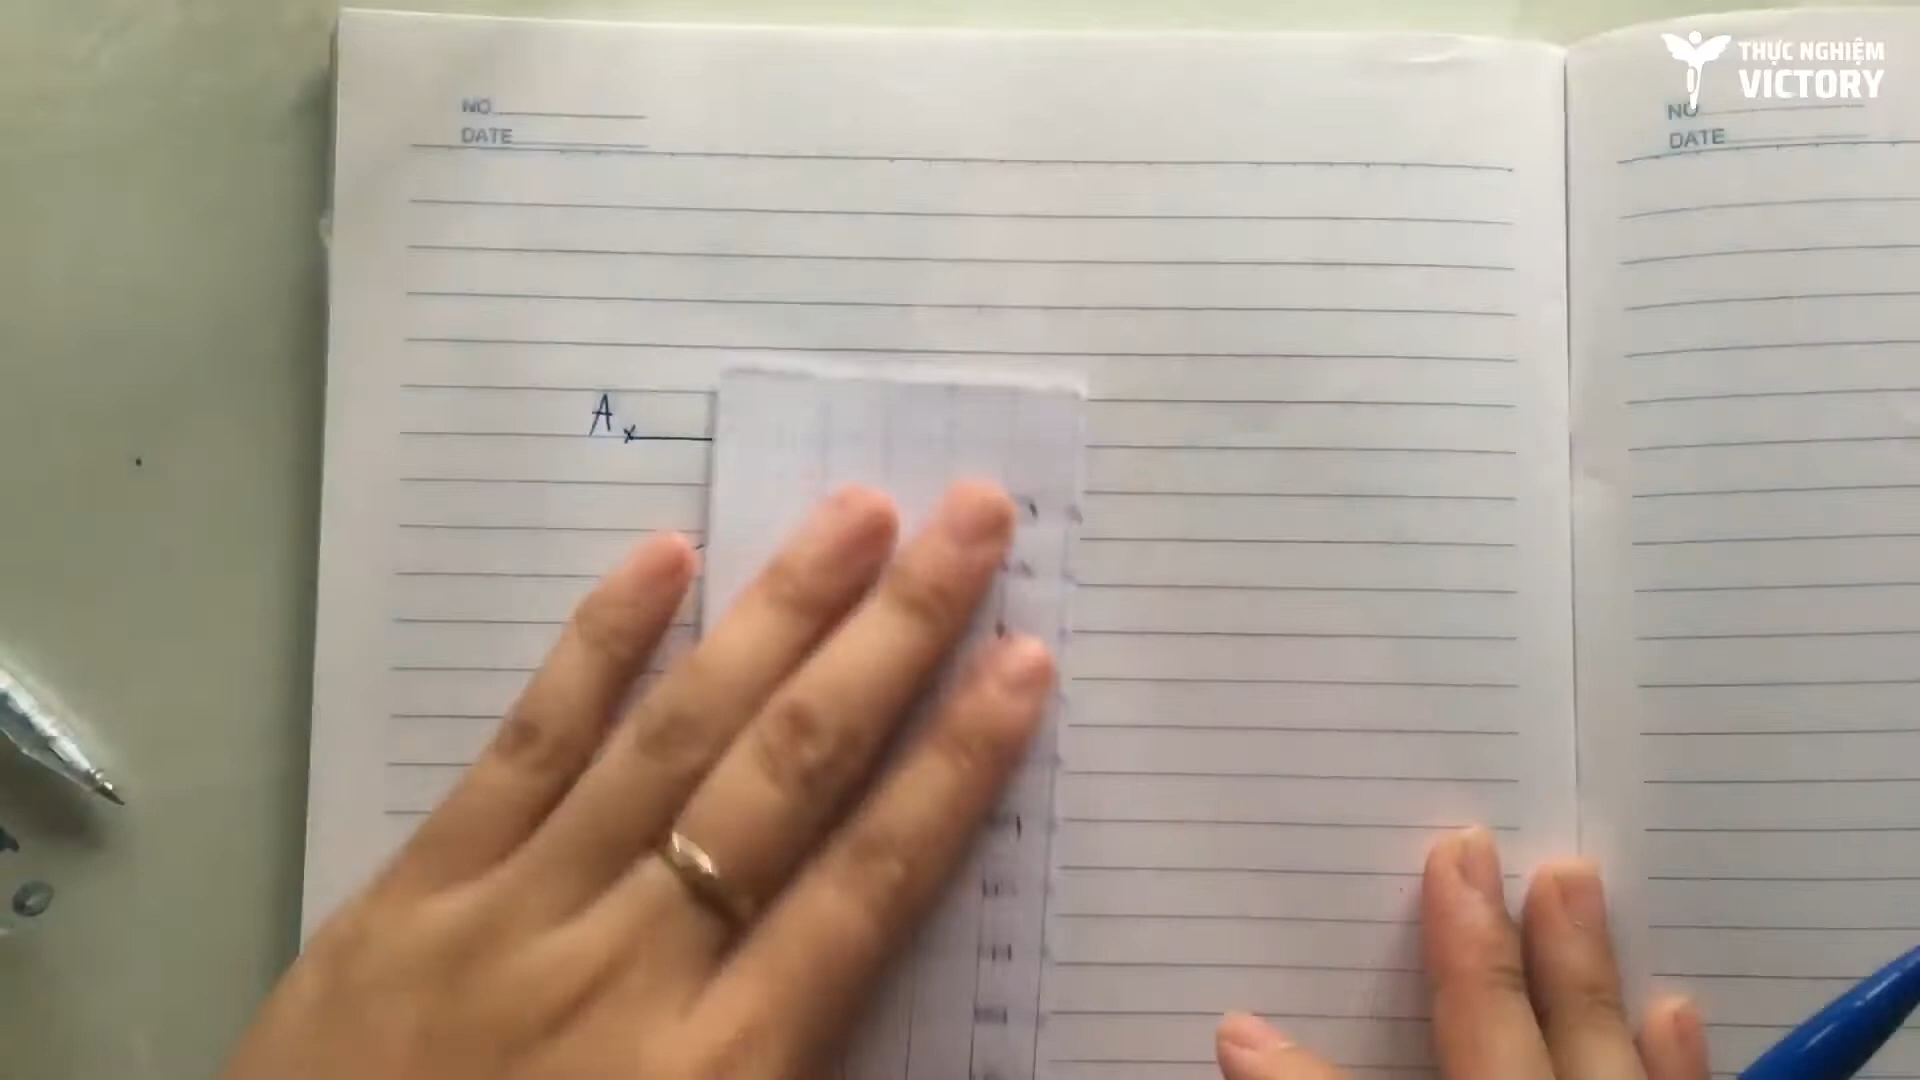 THỰC NGHIỆM
VICTORY
NO
DATE
NO
DATE
A